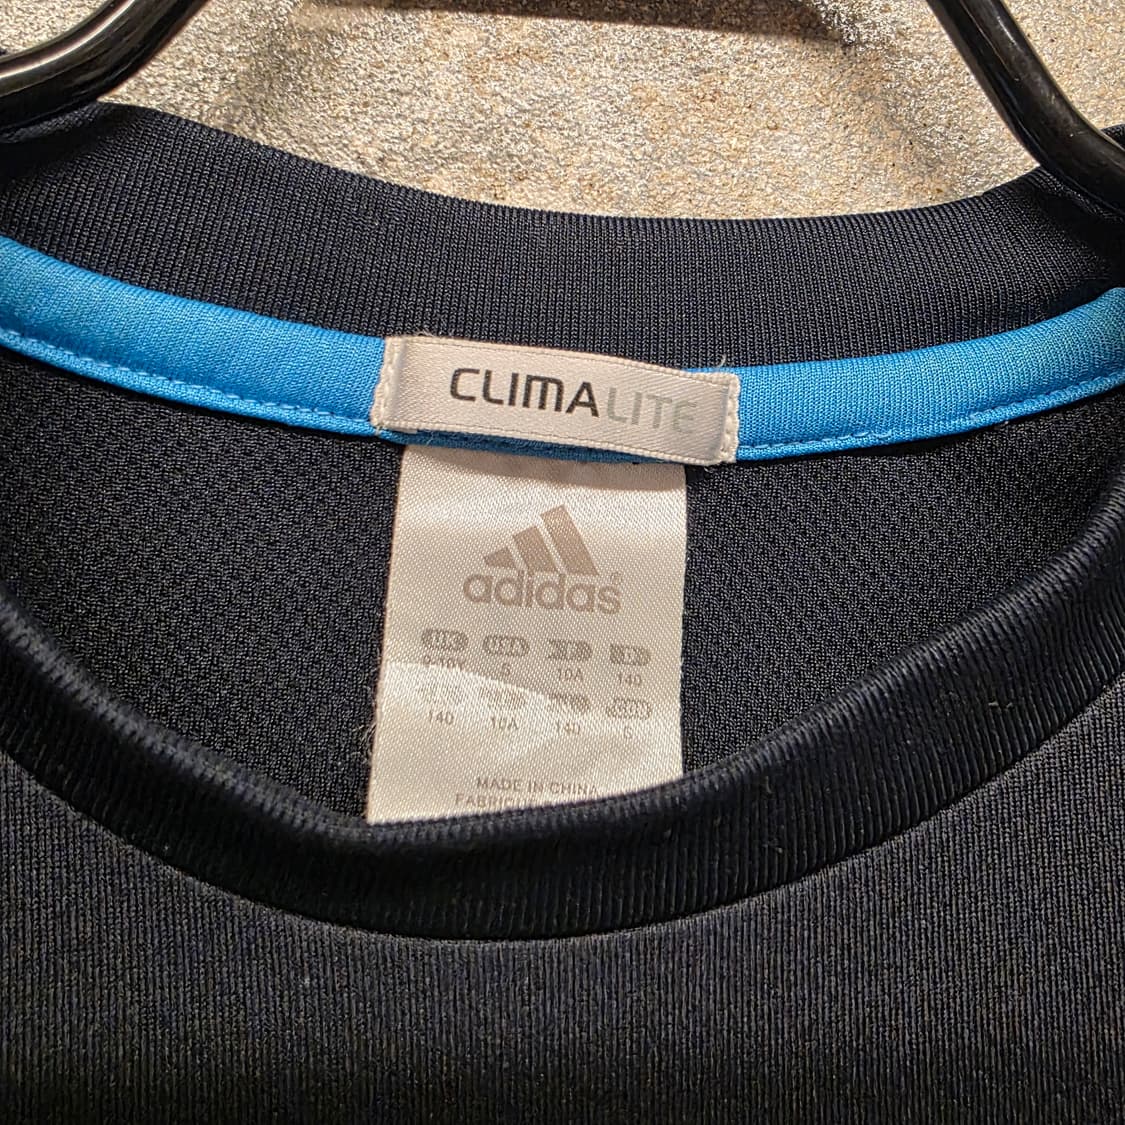 CLIMALITE
adidas®
UK USA F D
9-10Y S 10A 140
140 10A 140 S
MADE IN CHINA